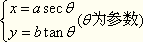 {x = a sec θ
y = b tan θ (θ为参数)